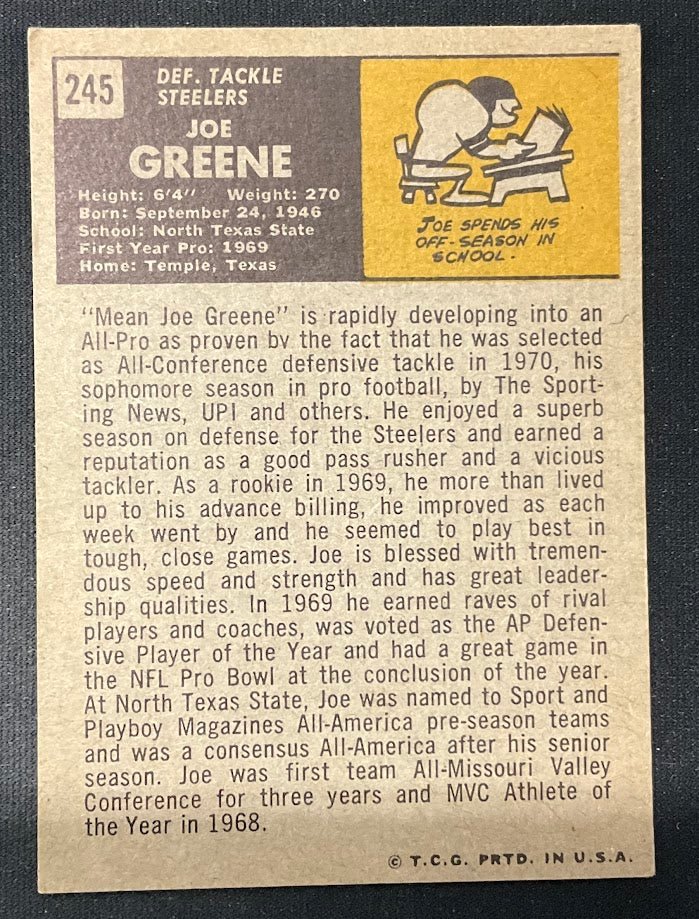 245
DEF. TACKLE
STEELERS
JOE
GREENE
Height: 6'4" Weight: 270
Born: September 24, 1946
School: North Texas State
First Year Pro: 1969
Home: Temple, Texas
JOE SPENDS HIS
OFF-SEASON IN
SCHOOL.
"Mean Joe Greene" is rapidly developing into an
All-Pro as proven by the fact that he was selected
as All-Conference defensive tackle in 1970, his
sophomore season in pro football, by The Sport-
ing News, UPI and others. He enjoyed a superb
season on defense for the Steelers and earned a
reputation as a good pass rusher and a vicious
tackler. As a rookie in 1969, he more than lived
up to his advance billing, he improved as each
week went by and he seemed to play best in
tough, close games. Joe is blessed with tremen-
dous speed and strength and has great leader-
ship qualities. In 1969 he earned raves of rival
players and coaches, was voted as the AP Defen-
sive Player of the Year and had a great game in
the NFL Pro Bowl at the conclusion of the year.
At North Texas State, Joe was named to Sport and
Playboy Magazines All-America pre-season teams
and was a consensus All-America after his senior
season. Joe was first team All-Missouri Valley
Conference for three years and MVC Athlete of
the Year in 1968.
© T.C.G. PRTD. IN U.S.A.